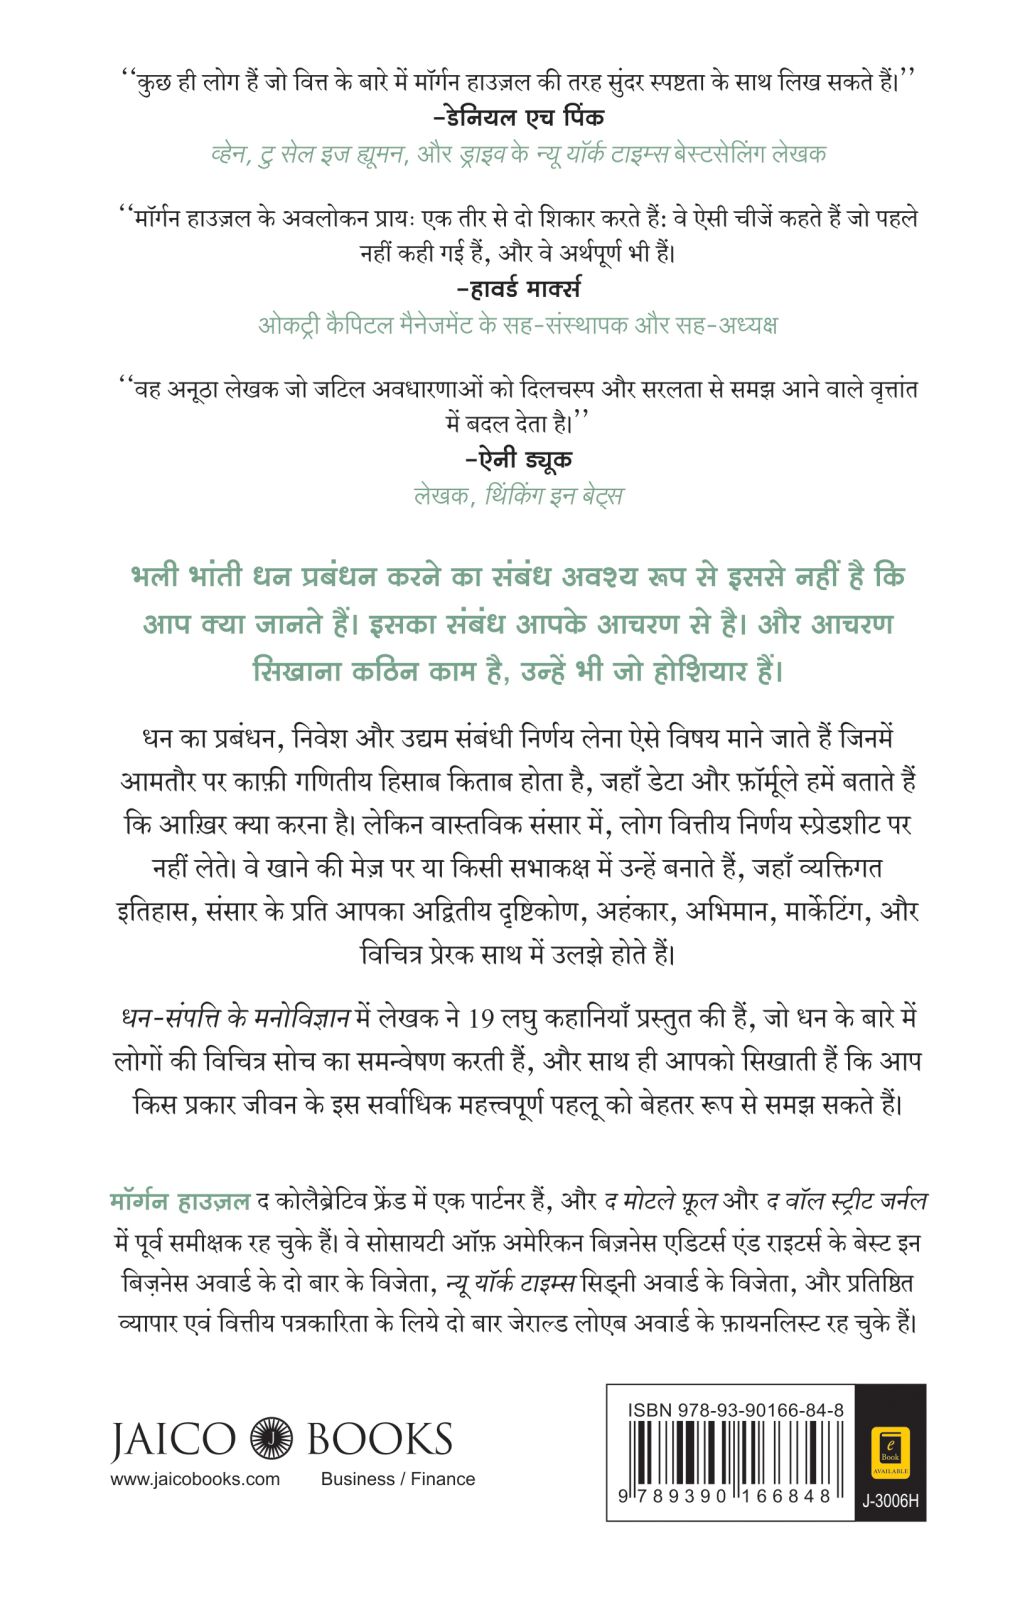 ‘‘कुछ ही लोग हैं जो वित्त के बारे में मॉर्गन हाउज़ल की तरह सुंदर स्पष्टता के साथ लिख सकते हैं।’’
–डेनियल एच पिंक
व्हेन, टु सेल इज ह्यूमन, और ड्राइव के न्यू यॉर्क टाइम्स बेस्टसेलिंग लेखक
‘‘मॉर्गन हाउज़ल के अवलोकन प्रायः एक तीर से दो शिकार करते हैं: वे ऐसी चीजें कहते हैं जो पहले
नहीं कही गई हैं, और वे अर्थपूर्ण भी हैं।
–हावर्ड मार्क्स
ओकट्री कैपिटल मैनेजमेंट के सह-संस्थापक और सह-अध्यक्ष
‘‘वह अनूठा लेखक जो जटिल अवधारणाओं को दिलचस्प और सरलता से समझ आने वाले वृत्तांत
में बदल देता है।’’
–ऐनी ड्यूक
लेखक, थिंकिंग इन बेट्स
भली भांती धन प्रबंधन करने का संबंध अवश्य रूप से इससे नहीं है कि
आप क्या जानते हैं। इसका संबंध आपके आचरण से है। और आचरण
सिखाना कठिन काम है, उन्हें भी जो होशियार हैं।
धन का प्रबंधन, निवेश और उद्यम संबंधी निर्णय लेना ऐसे विषय माने जाते हैं जिनमें
आमतौर पर काफ़ी गणितीय हिसाब किताब होता है, जहाँ डेटा और फ़ॉर्मूले हमें बताते हैं
कि आख़िर क्या करना है। लेकिन वास्तविक संसार में, लोग वित्तीय निर्णय स्प्रेडशीट पर
नहीं लेते। वे खाने की मेज़ पर या किसी सभाकक्ष में उन्हें बनाते हैं, जहाँ व्यक्तिगत
इतिहास, संसार के प्रति आपका अद्वितीय दृष्टिकोण, अहंकार, अभिमान, मार्केटिंग, और
विचित्र प्रेरक साथ में उलझे होते हैं।
धन-संपत्ति के मनोविज्ञान में लेखक ने 19 लघु कहानियाँ प्रस्तुत की हैं, जो धन के बारे में
लोगों की विचित्र सोच का समन्वेषण करती हैं, और साथ ही आपको सिखाती हैं कि आप
किस प्रकार जीवन के इस सर्वाधिक महत्त्वपूर्ण पहलू को बेहतर रूप से समझ सकते हैं।
मॉर्गन हाउज़ल द कोलैब्रेटिव फ्रेंड में एक पार्टनर हैं, और द मोटले फ़ूल और द वॉल स्ट्रीट जर्नल
में पूर्व समीक्षक रह चुके हैं। वे सोसायटी ऑफ़ अमेरिकन बिज़नेस एडिटर्स एंड राइटर्स के बेस्ट इन
बिज़नेस अवार्ड के दो बार के विजेता, न्यू यॉर्क टाइम्स सिड्नी अवार्ड के विजेता, और प्रतिष्ठित
व्यापार एवं वित्तीय पत्रकारिता के लिये दो बार जेराल्ड लोएब अवार्ड के फ़ायनलिस्ट रह चुके हैं।
JAICO J BOOKS
www.jaicobooks.com Business / Finance
ISBN 978-93-90166-84-8
9 789390 166848
e
Book
AVAILABLE
J-3006H